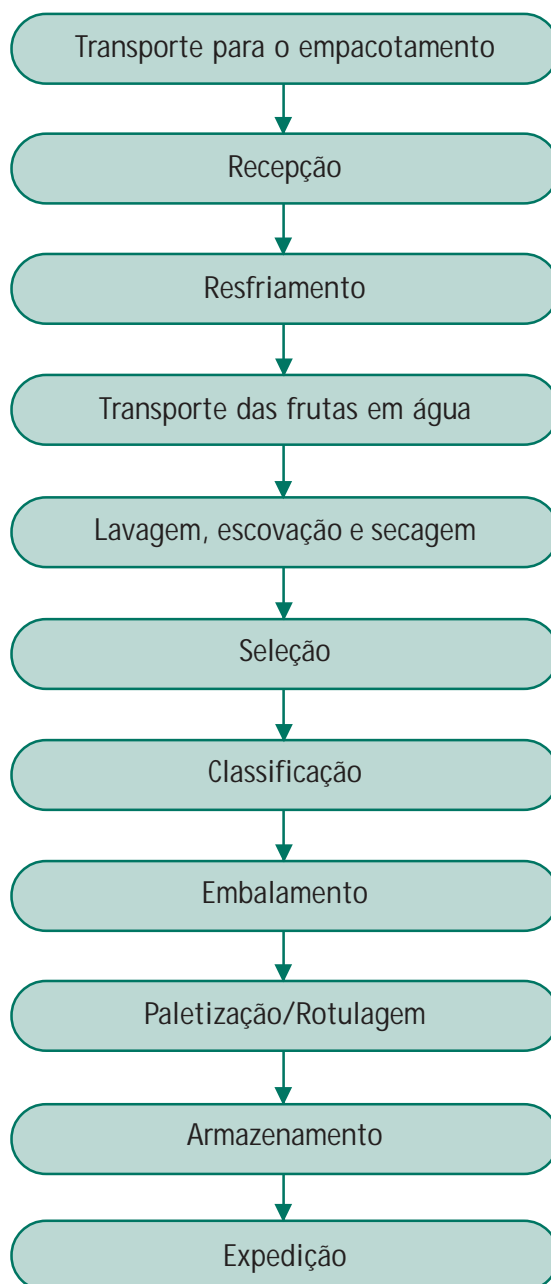 Transporte para o empacotamento
Recepção
Resfriamento
Transporte das frutas em água
Lavagem, escovação e secagem
Seleção
Classificação
Embalamento
Paletização/Rotulagem
Armazenamento
Expedição